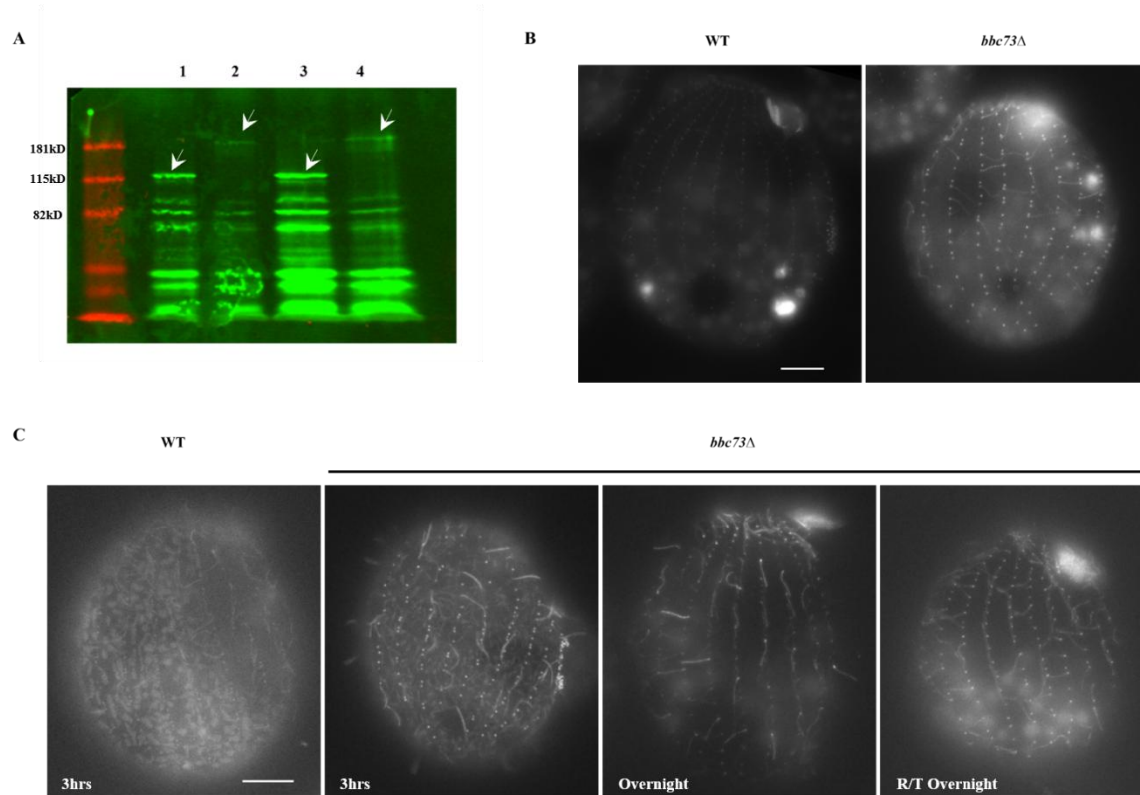 A
1 2 3 4
181kD
115kD
82kD
B
WT bbc73Δ
C
WT bbc73Δ
3hrs 3hrs Overnight R/T Overnight